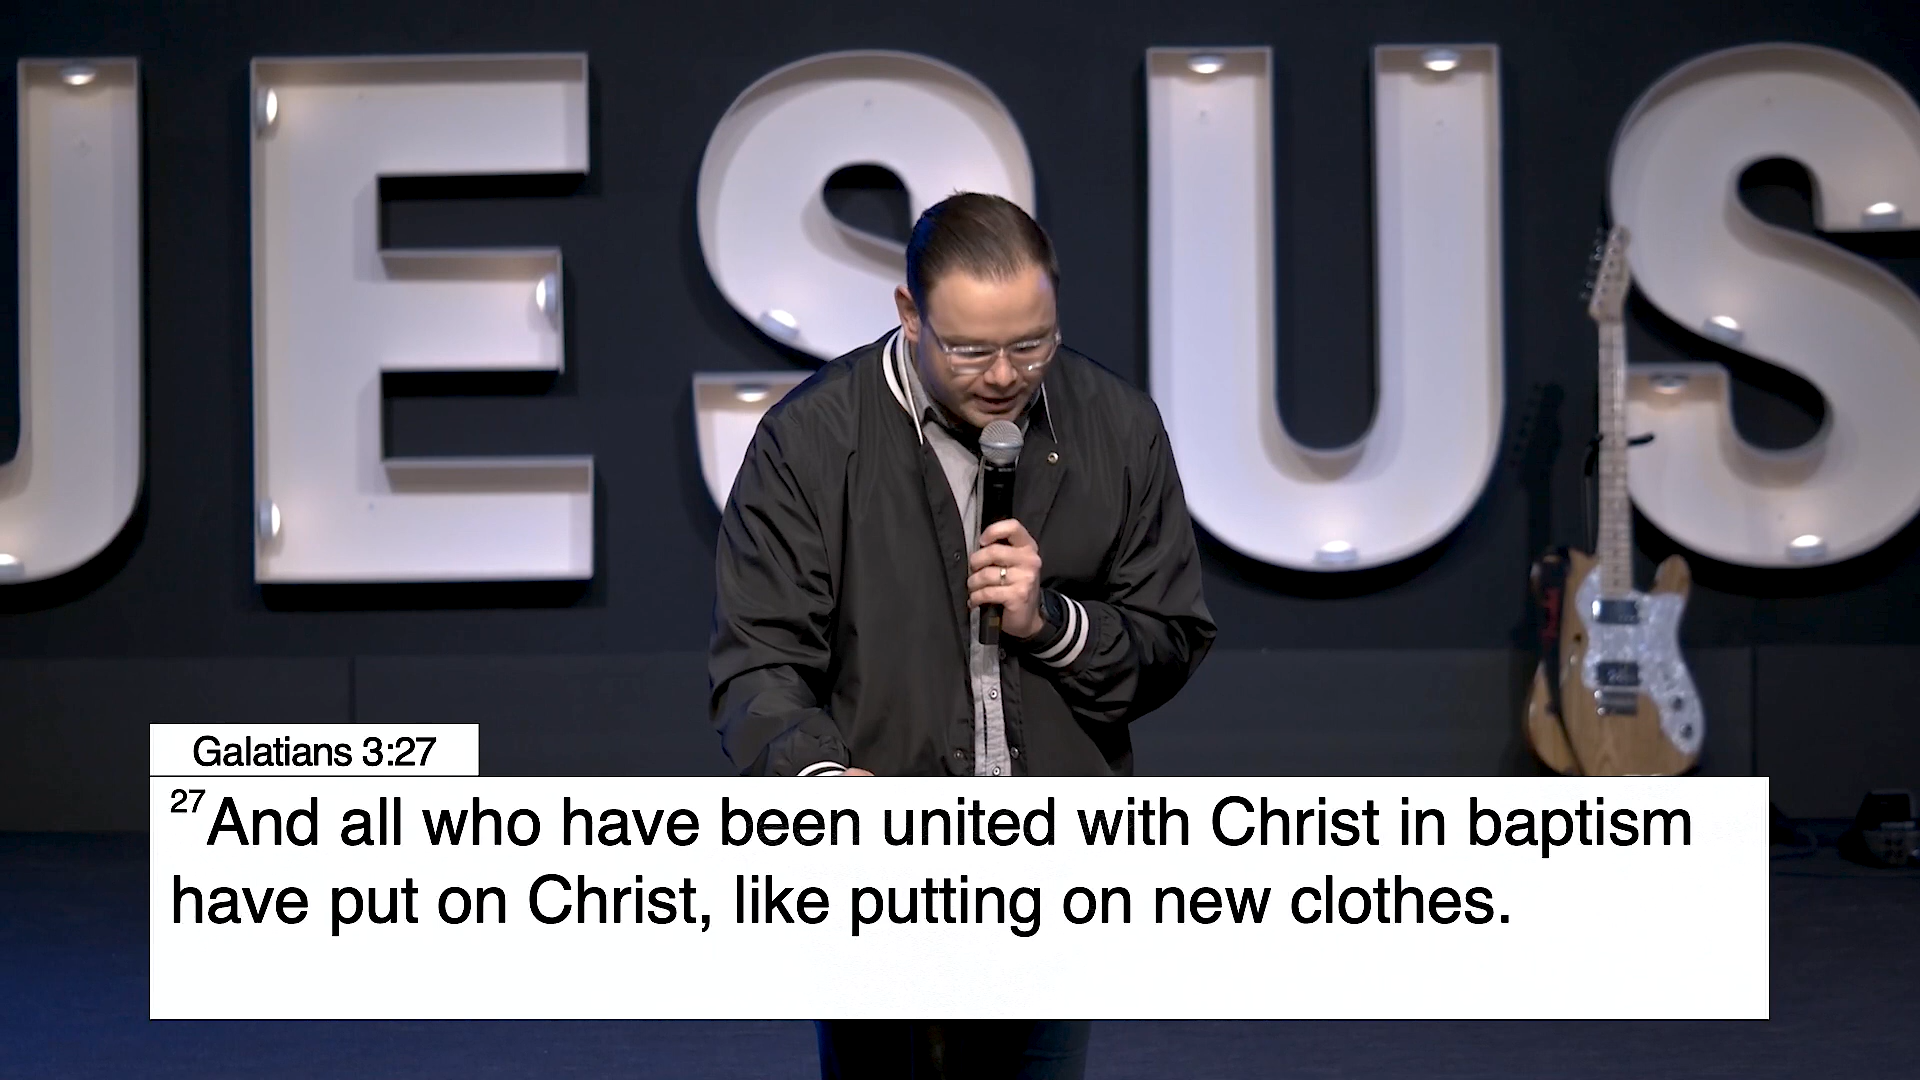 JESUS
Galatians 3:27
27And all who have been united with Christ in baptism
have put on Christ, like putting on new clothes.